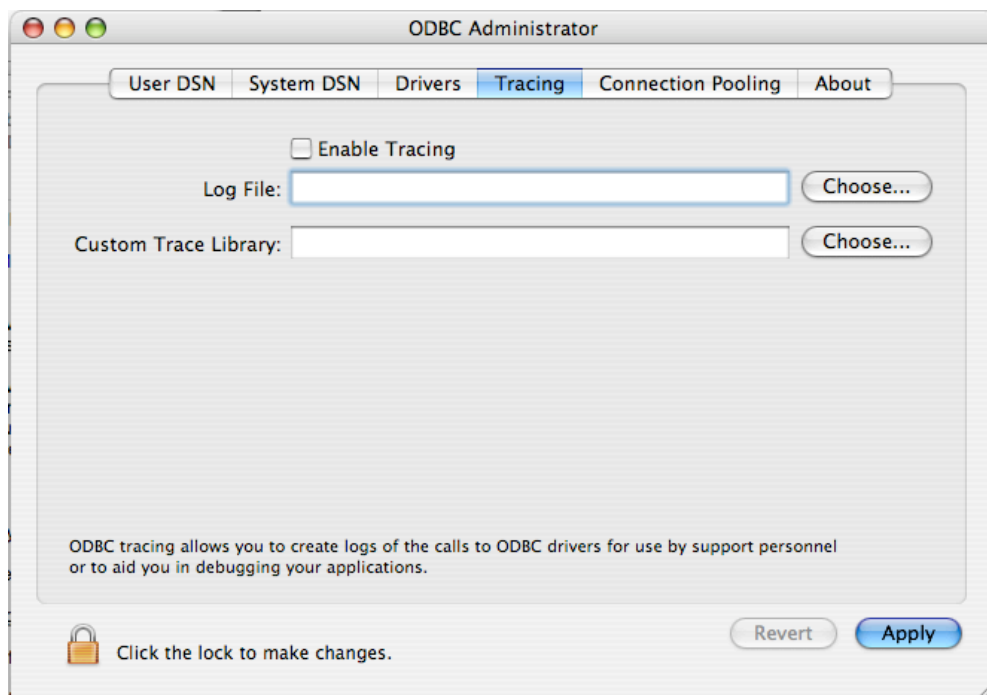 ODBC Administrator
User DSN System DSN Drivers Tracing Connection Pooling About
Enable Tracing
Log File: Choose...
Custom Trace Library: Choose...
ODBC tracing allows you to create logs of the calls to ODBC drivers for use by support personnel
or to aid you in debugging your applications.
Click the lock to make changes. Revert Apply